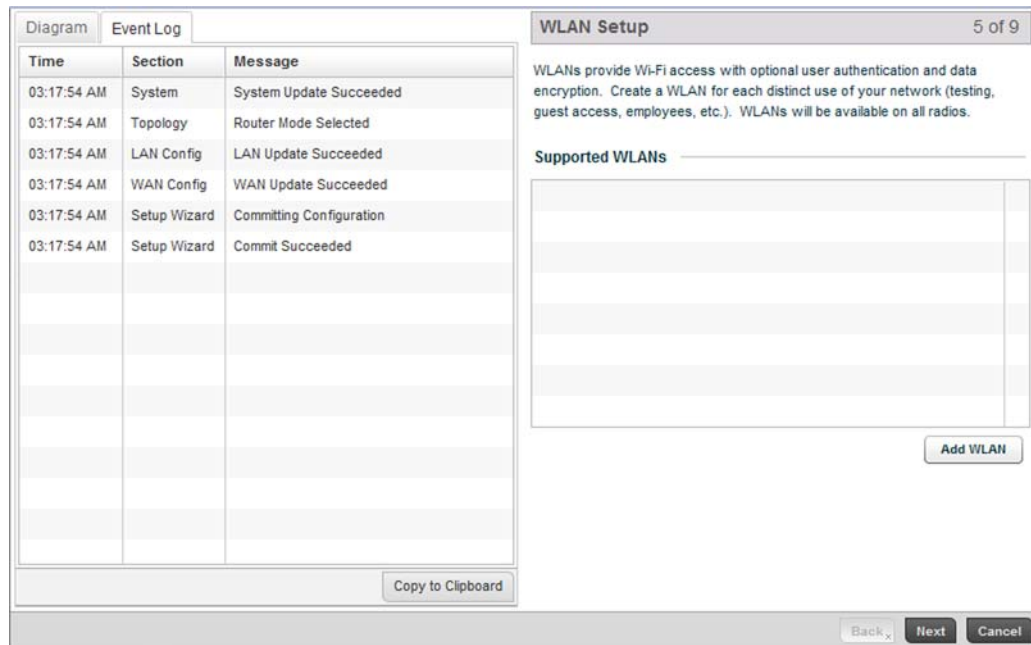 Diagram Event Log
Time Section Message
03:17:54 AM System System Update Succeeded
03:17:54 AM Topology Router Mode Selected
03:17:54 AM LAN Config LAN Update Succeeded
03:17:54 AM WAN Config WAN Update Succeeded
03:17:54 AM Setup Wizard Committing Configuration
03:17:54 AM Setup Wizard Commit Succeeded
Copy to Clipboard
WLAN Setup 5 of 9
WLANs provide Wi-Fi access with optional user authentication and data
encryption. Create a WLAN for each distinct use of your network (testing,
guest access, employees, etc.). WLANs will be available on all radios.
Supported WLANs
Add WLAN
Back Next Cancel